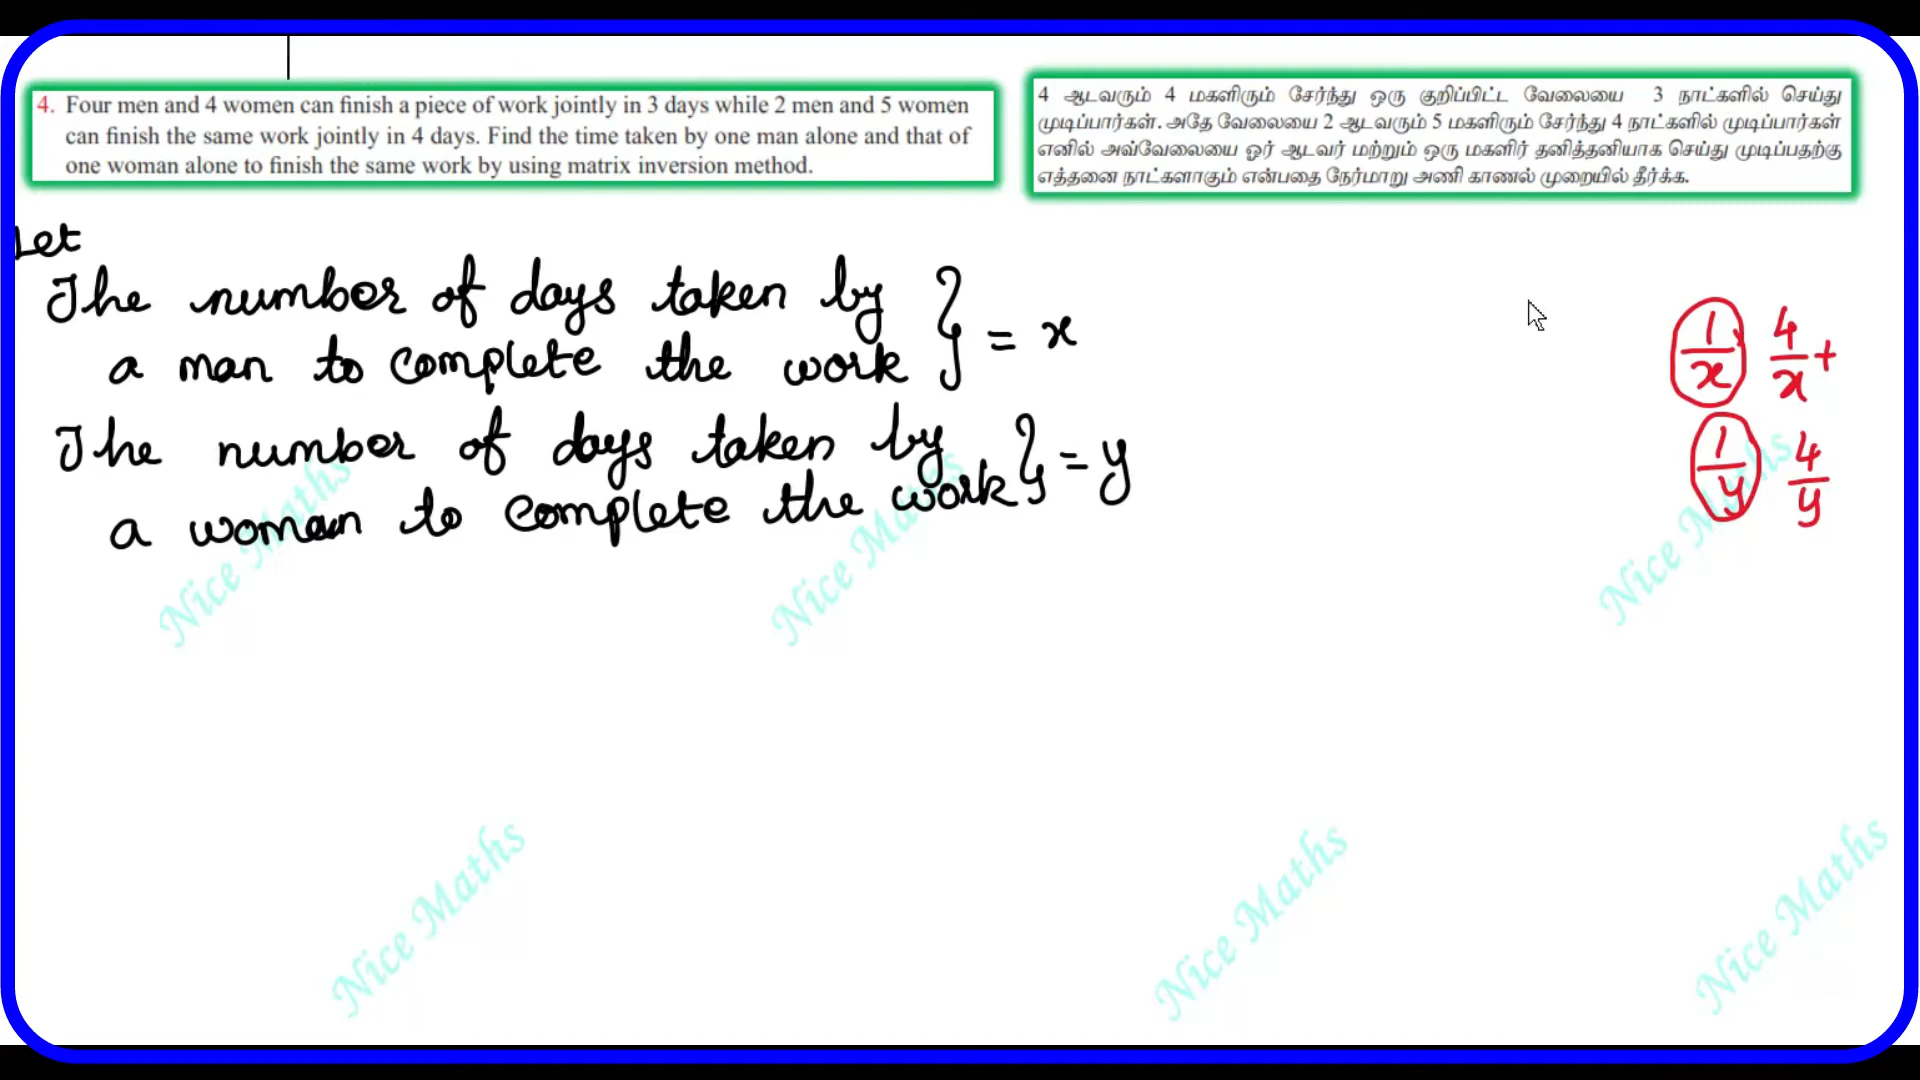 4. Four men and 4 women can finish a piece of work jointly in 3 days while 2 men and 5 women
can finish the same work jointly in 4 days. Find the time taken by one man alone and that of
one woman alone to finish the same work by using matrix inversion method.
4 ஆடவரும் 4 மகளிரும் சேர்ந்து ஒரு குறிப்பிட்ட வேலையை 3 நாட்களில் செய்து
முடிப்பார்கள். அதே வேலையை 2 ஆடவரும் 5 மகளிரும் சேர்ந்து 4 நாட்களில் முடிப்பார்கள்
எனில் அவ்வேலையை ஓர் ஆடவர் மற்றும் ஒரு மகளிர் தனித்தனியாக செய்து முடிப்பதற்கு
எத்தனை நாட்களாகும் என்பதை நேர்மாறு அணி காணல் முறையில் தீர்க்க.
Let
The number of days taken by
a man to complete the work } = x
The number of days taken by
a woman to complete the work } = y
1/x 4/x +
1/y 4/y
Nice Maths
Nice Maths
Nice Maths
Nice Maths
Nice Maths
Nice Maths